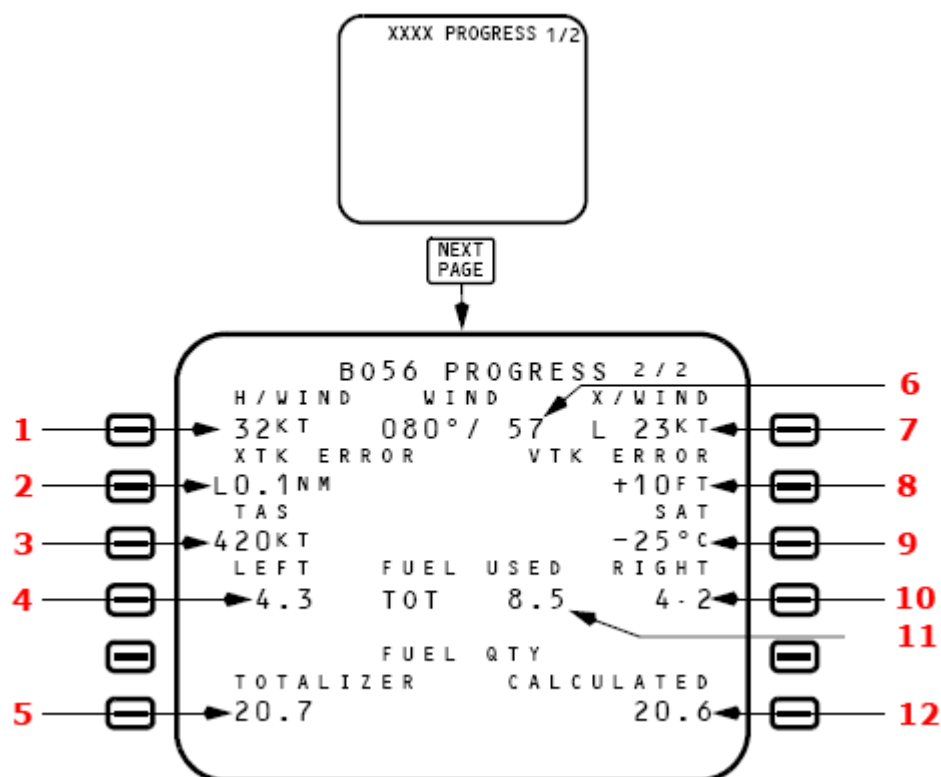 XXXX PROGRESS 1/2
NEXT
PAGE
BO56 PROGRESS 2/2
6
H/WIND WIND X/WIND
1 32KT 080°/ 57 L 23KT 7
XTK ERROR VTK ERROR
2 L0.1NM +10FT 8
TAS SAT
3 420KT -25°C 9
LEFT FUEL USED RIGHT
4 4.3 TOT 8.5 4.2 10
11
FUEL QTY
TOTALIZER CALCULATED
5 20.7 20.6 12